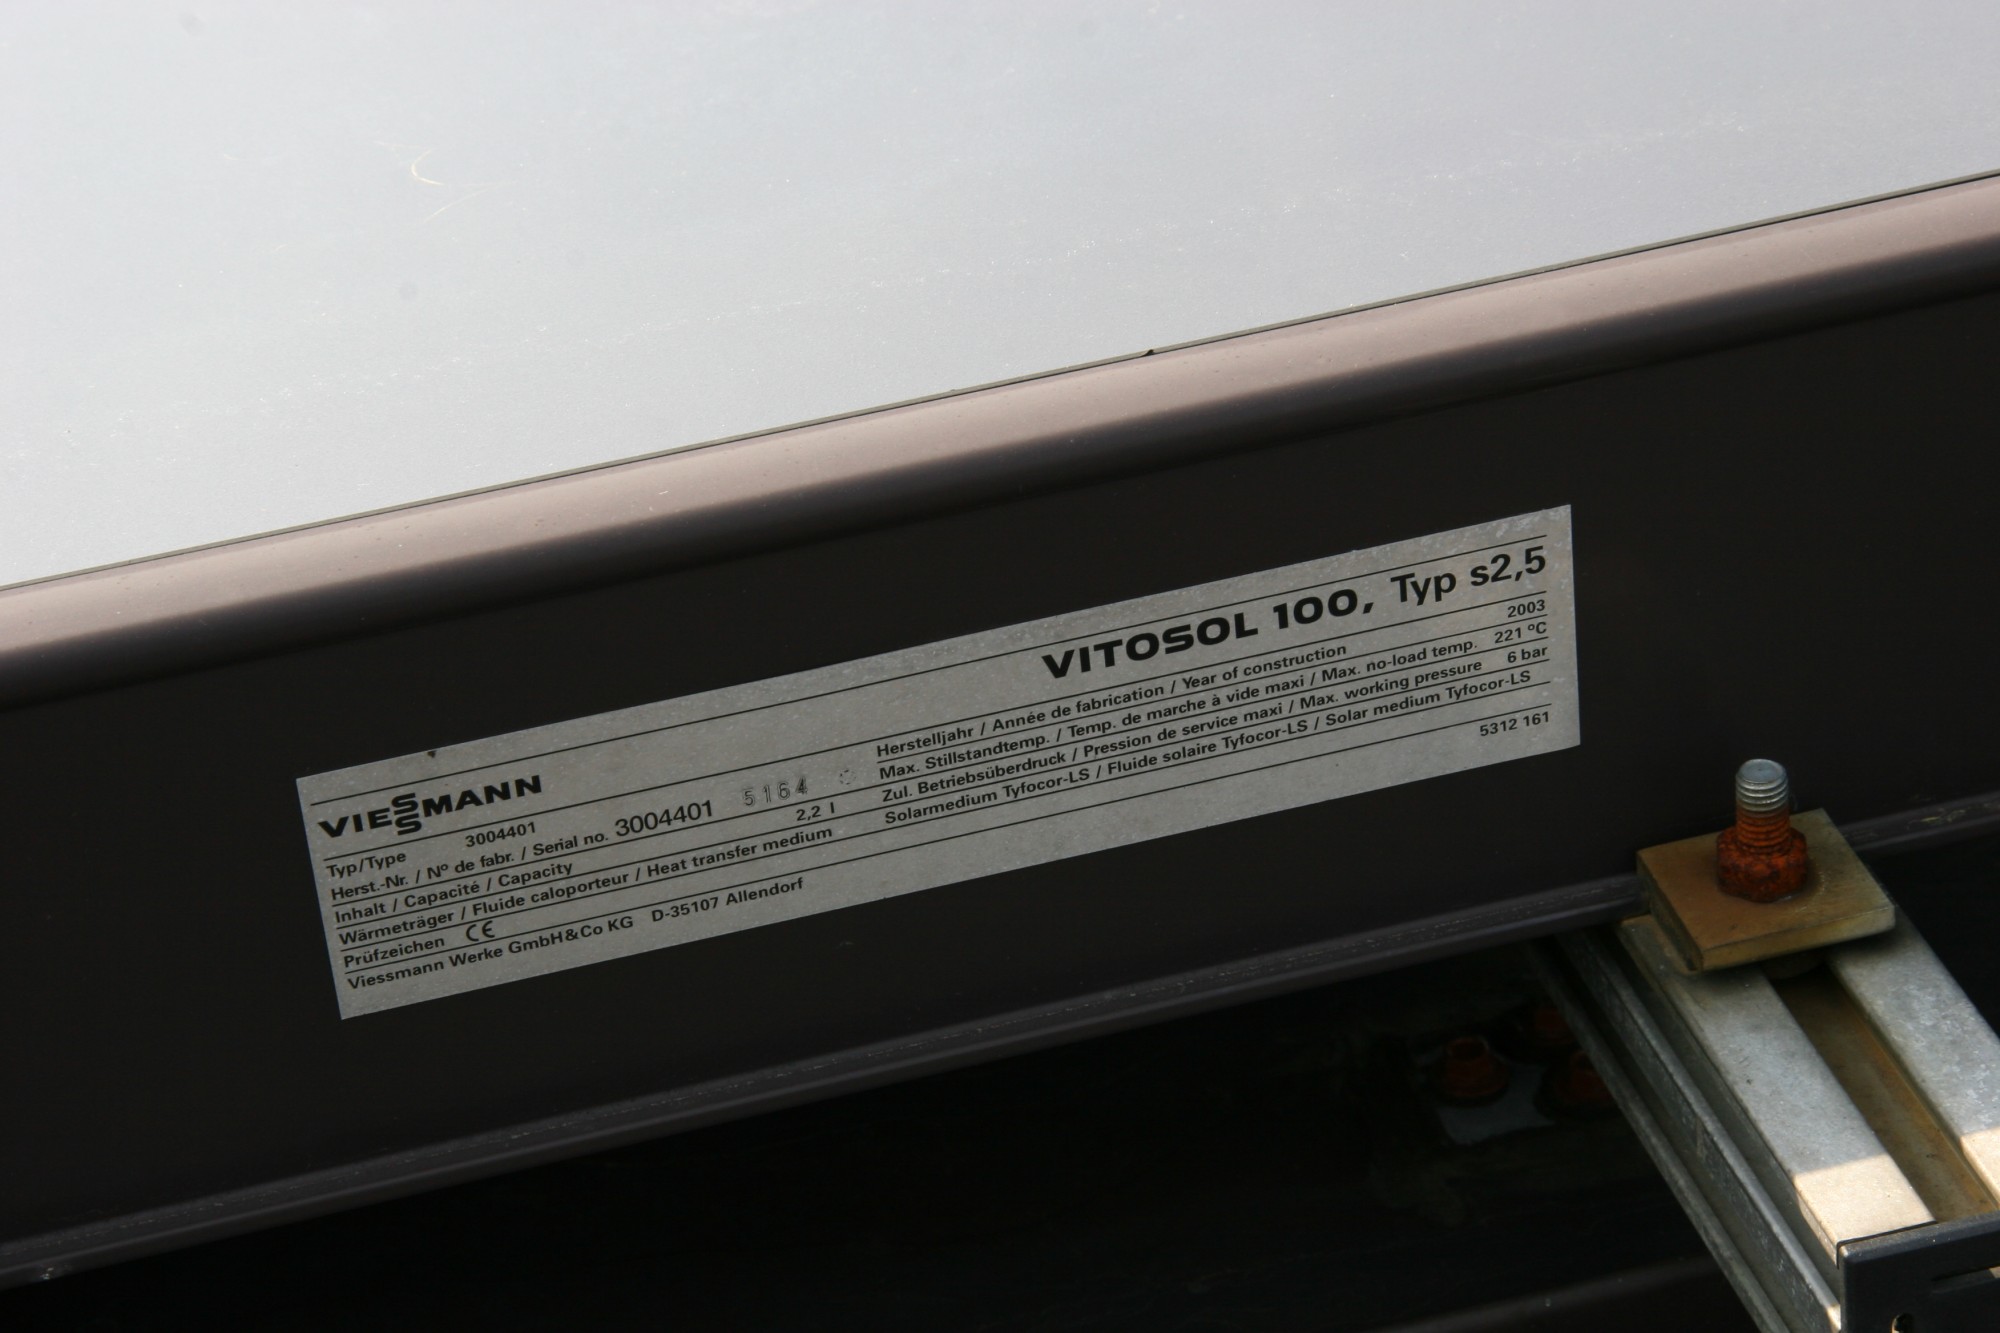 VIESSMANN
VITOSOL 100, Typ s2,5
Typ/Type 3004401
Herst.-Nr. / Nº de fabr. / Serial no. 3004401 5164
Inhalt / Capacité / Capacity 2,2 l
Wärmeträger / Fluide caloporteur / Heat transfer medium
Prüfzeichen CE
Viessmann Werke GmbH&Co KG D-35107 Allendorf
Herstelljahr / Année de fabrication / Year of construction 2003
Max. Stillstandtemp. / Temp. de marche à vide maxi / Max. no-load temp. 221 ºC
Zul. Betriebsüberdruck / Pression de service maxi / Max. working pressure 6 bar
Solarmedium Tyfocor-LS / Fluide solaire Tyfocor-LS / Solar medium Tyfocor-LS
5312 161